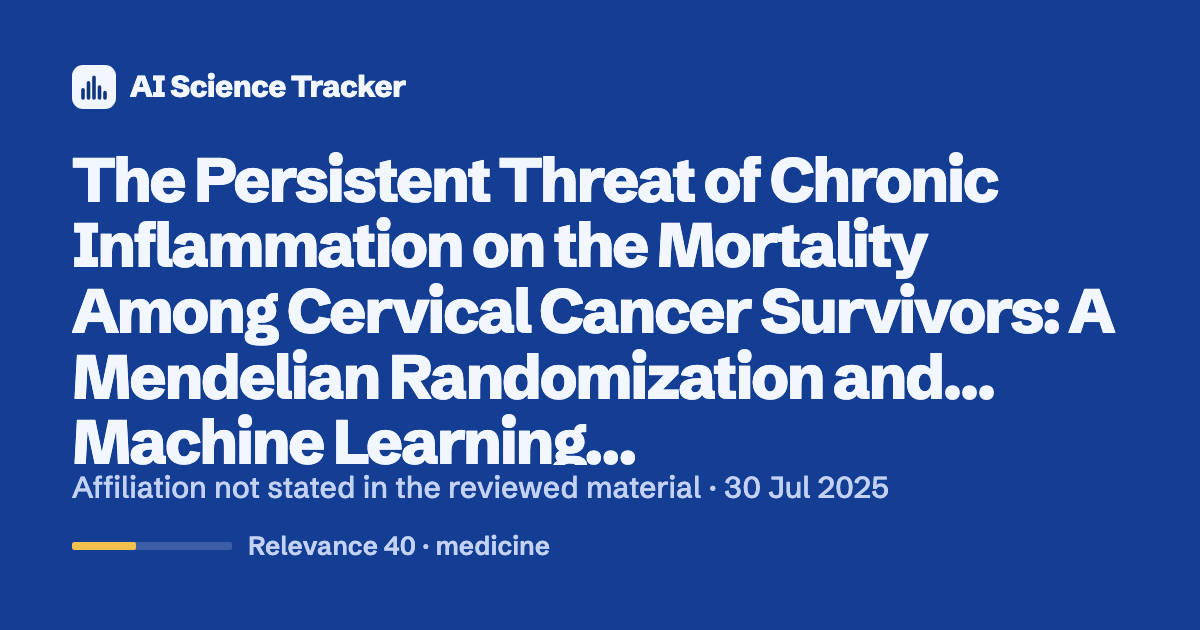 AI Science Tracker
The Persistent Threat of Chronic
Inflammation on the Mortality
Among Cervical Cancer Survivors: A
Mendelian Randomization and...
Machine Learning...
Affiliation not stated in the reviewed material · 30 Jul 2025
Relevance 40 · medicine